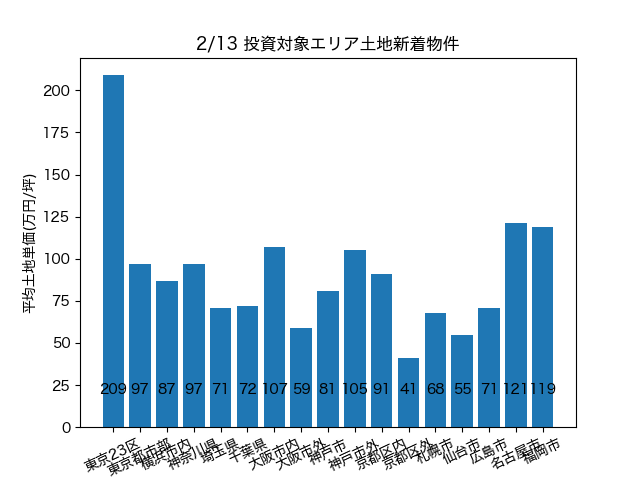 2/13 投資対象エリア土地新着物件
平均土地単価(万円/坪)
200
175
150
125
100
75
50
25
0
209 97 87 97 71 72 107 59 81 105 91 41 68 55 71 121 119
東京23区
東京都市部
横浜市内
神奈川県
埼玉県
千葉県
大阪市内
大阪市外
神戸市
神戸市外
京都区内
京都区外
札幌市
仙台市
広島市
名古屋市
福岡市